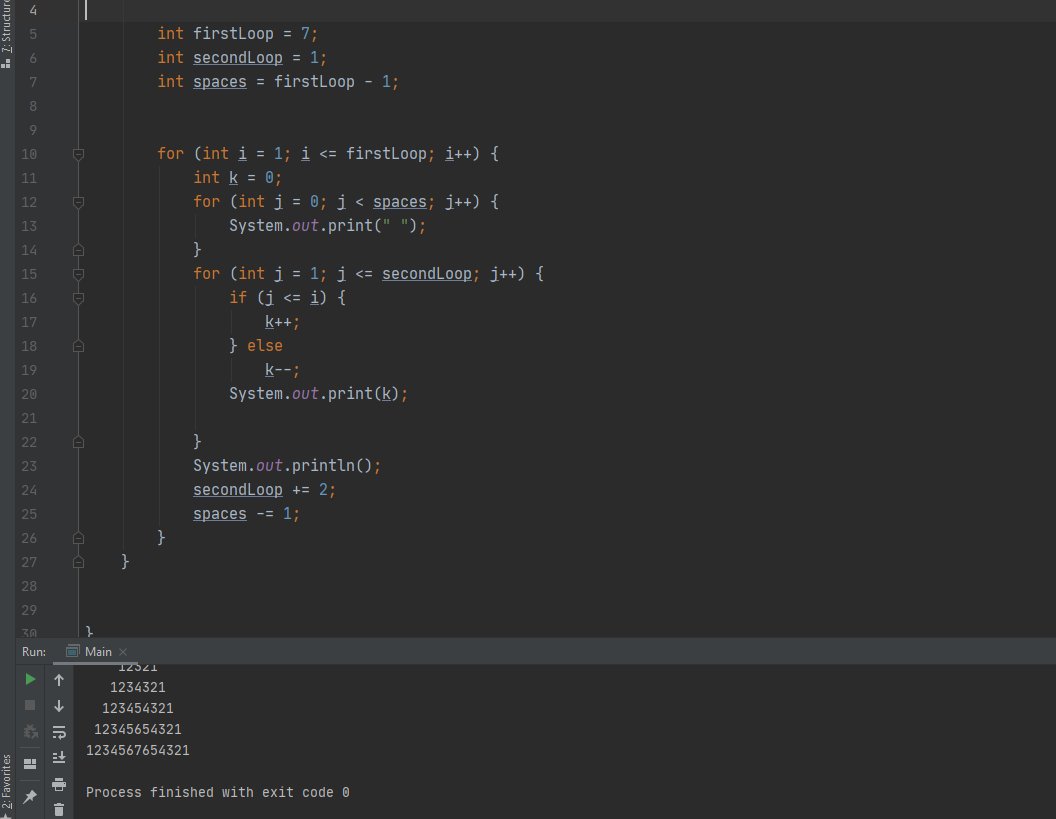 7: Structure
4
5 int firstLoop = 7;
6 int secondLoop = 1;
7 int spaces = firstLoop - 1;
8
9
10 for (int i = 1; i <= firstLoop; i++) {
11 int k = 0;
12 for (int j = 0; j < spaces; j++) {
13 System.out.print(" ");
14 }
15 for (int j = 1; j <= secondLoop; j++) {
16 if (j <= i) {
17 k++;
18 } else
19 k--;
20 System.out.print(k);
21
22 }
23 System.out.println();
24 secondLoop += 2;
25 spaces -= 1;
26 }
27 }
28
29
30 }
Run: Main
12321
1234321
123454321
12345654321
1234567654321
Process finished with exit code 0
2: Favorites